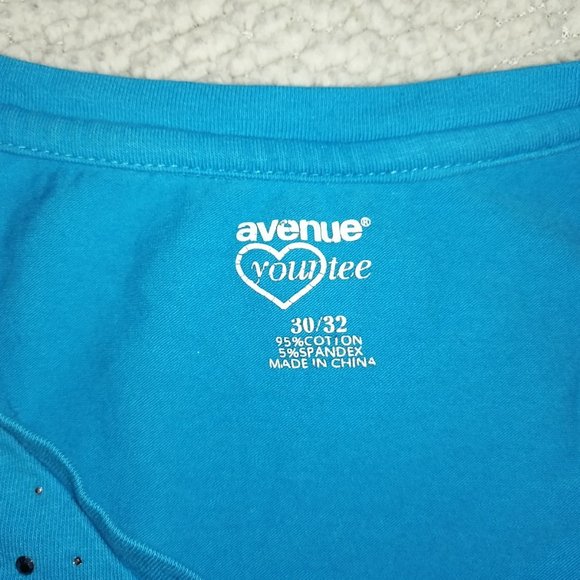 avenue®
your tee
30/32
95%COTTON
5%SPANDEX
MADE IN CHINA